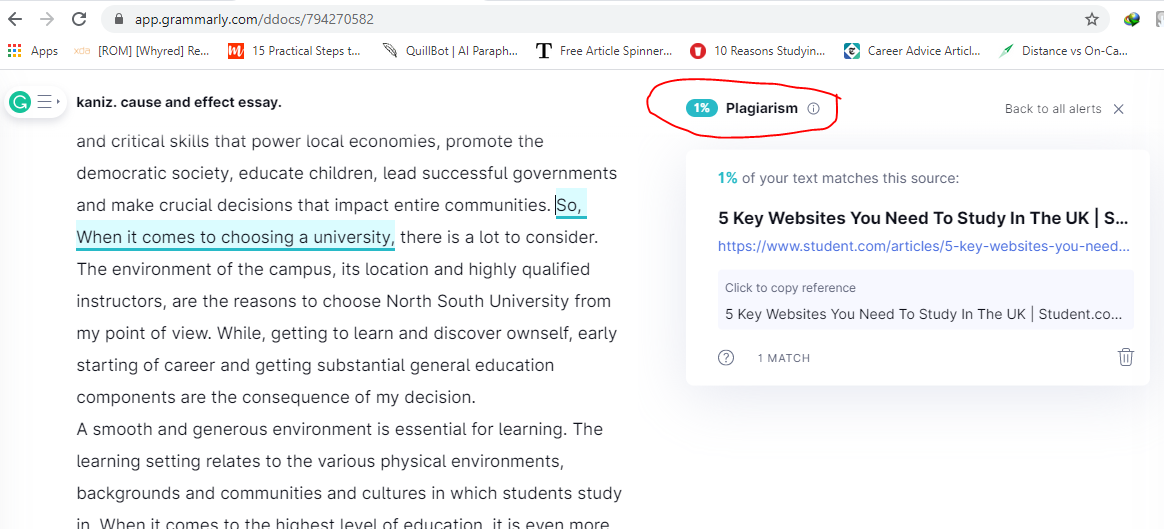 app.grammarly.com/ddocs/794270582
Apps
xda
[ROM] [Whyred] Re...
15 Practical Steps t...
QuillBot | AI Paraph...
T
Free Article Spinner...
10 Reasons Studyin...
Career Advice Articl...
Distance vs On-Ca...
G
kaniz. cause and effect essay.
1% Plagiarism
Back to all alerts
and critical skills that power local economies, promote the
democratic society, educate children, lead successful governments
and make crucial decisions that impact entire communities. So,
When it comes to choosing a university, there is a lot to consider.
The environment of the campus, its location and highly qualified
instructors, are the reasons to choose North South University from
my point of view. While, getting to learn and discover ownself, early
starting of career and getting substantial general education
components are the consequence of my decision.
A smooth and generous environment is essential for learning. The
learning setting relates to the various physical environments,
backgrounds and communities and cultures in which students study
in. When it comes to the highest level of education, it is even more
1% of your text matches this source:
5 Key Websites You Need To Study In The UK | S...
https://www.student.com/articles/5-key-websites-you-need...
Click to copy reference
5 Key Websites You Need To Study In The UK | Student.co...
1 MATCH